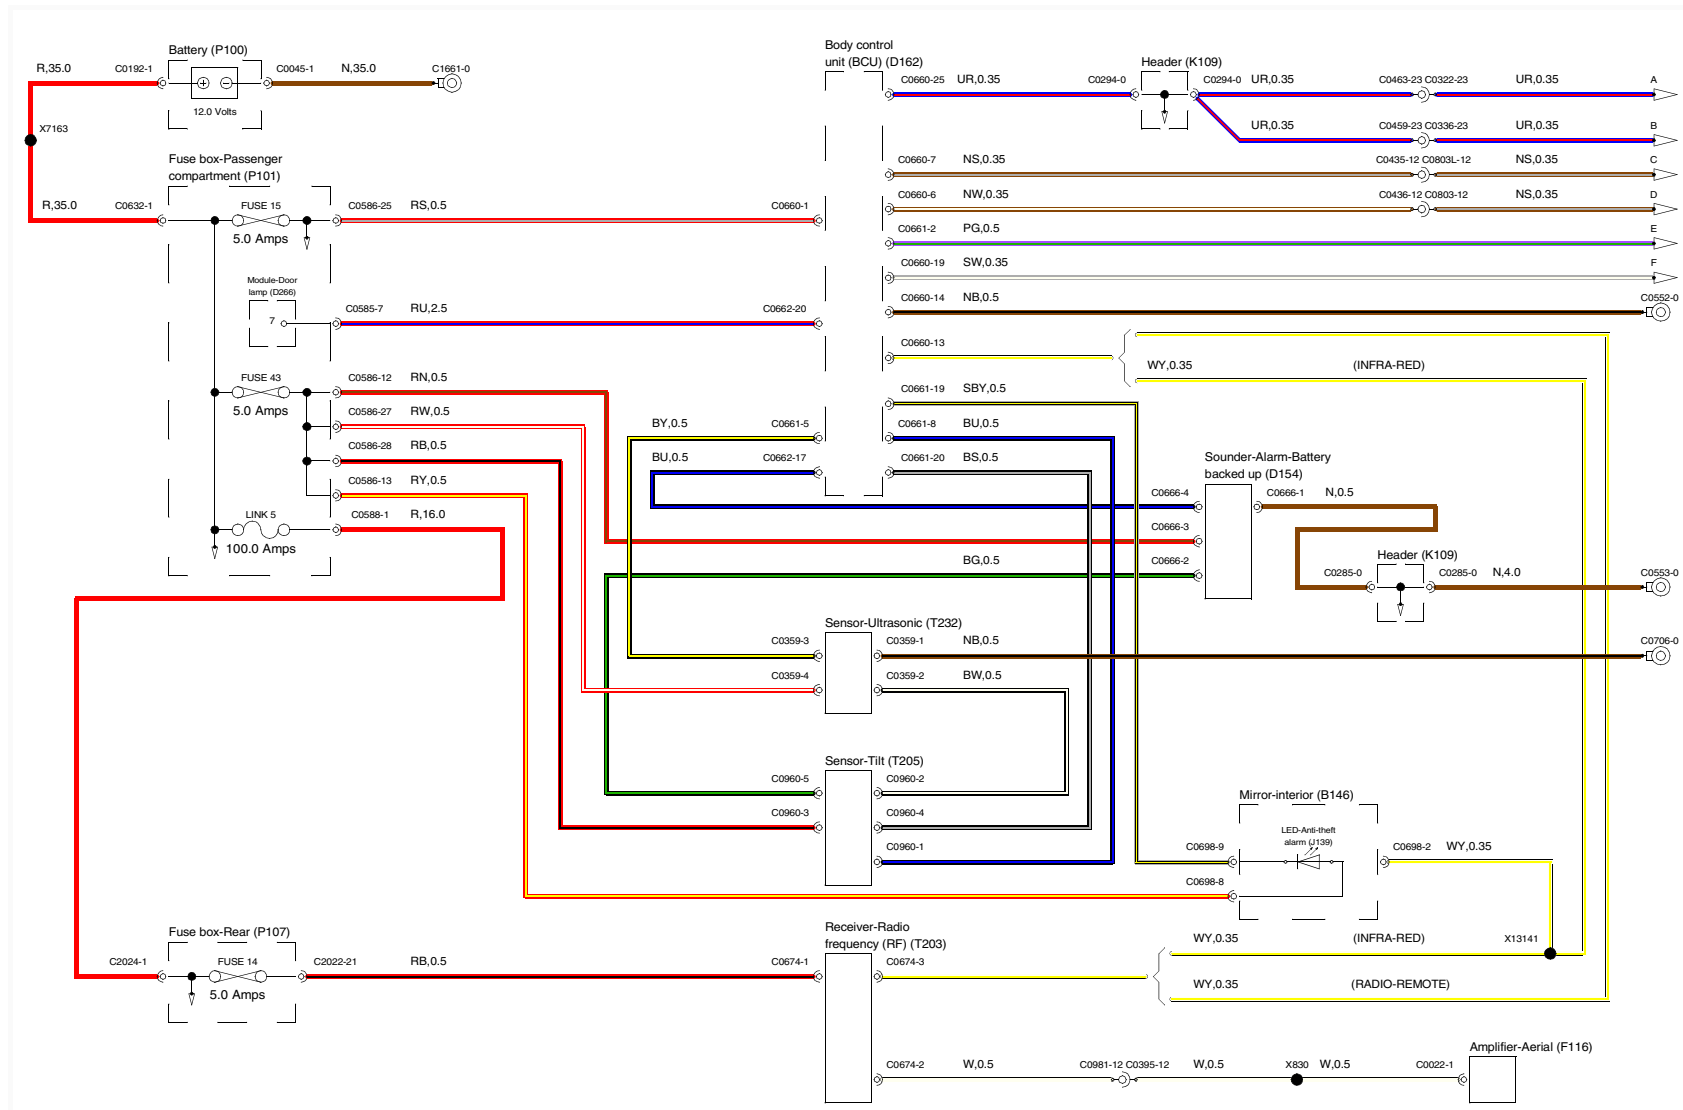 Battery (P100)
R,35.0
C0192-1
C0045-1
N,35.0
C1661-0
12.0 Volts
X7163
Fuse box-Passenger
compartment (P101)
R,35.0
C0632-1
FUSE 15
5.0 Amps
C0586-25
RS,0.5
C0660-1
Module-Door
lamp (D266)
7
C0585-7
RU,2.5
C0662-20
FUSE 43
5.0 Amps
C0586-12
RN,0.5
C0586-27
RW,0.5
C0586-28
RB,0.5
C0586-13
RY,0.5
LINK 5
100.0 Amps
C0588-1
R,16.0
BY,0.5
C0661-5
BU,0.5
C0662-17
Body control
unit (BCU) (D162)
C0660-25
UR,0.35
C0294-0
Header (K109)
C0294-0
UR,0.35
C0463-23
C0322-23
UR,0.35
A
UR,0.35
C0459-23
C0336-23
UR,0.35
B
C0660-7
NS,0.35
C0435-12
C0803L-12
NS,0.35
C
C0660-6
NW,0.35
C0436-12
C0803-12
NS,0.35
D
C0661-2
PG,0.5
E
C0660-19
SW,0.35
F
C0660-14
NB,0.5
C0552-0
C0660-13
WY,0.35
(INFRA-RED)
C0661-19
SBY,0.5
C0661-8
BU,0.5
C0661-20
BS,0.5
Sounder-Alarm-Battery
backed up (D154)
C0666-4
C0666-1
N,0.5
C0666-3
BG,0.5
C0666-2
Header (K109)
C0285-0
C0285-0
N,4.0
C0553-0
Sensor-Ultrasonic (T232)
C0359-3
C0359-1
NB,0.5
C0706-0
C0359-4
C0359-2
BW,0.5
Sensor-Tilt (T205)
C0960-5
C0960-2
C0960-3
C0960-4
C0960-1
Mirror-interior (B146)
LED-Anti-theft
alarm (J139)
C0698-9
C0698-2
WY,0.35
C0698-8
Fuse box-Rear (P107)
C2024-1
FUSE 14
5.0 Amps
C2022-21
RB,0.5
C0674-1
Receiver-Radio
frequency (RF) (T203)
C0674-3
WY,0.35
(INFRA-RED)
X13141
WY,0.35
(RADIO-REMOTE)
C0674-2
W,0.5
C0981-12
C0395-12
W,0.5
X830
W,0.5
C0022-1
Amplifier-Aerial (F116)